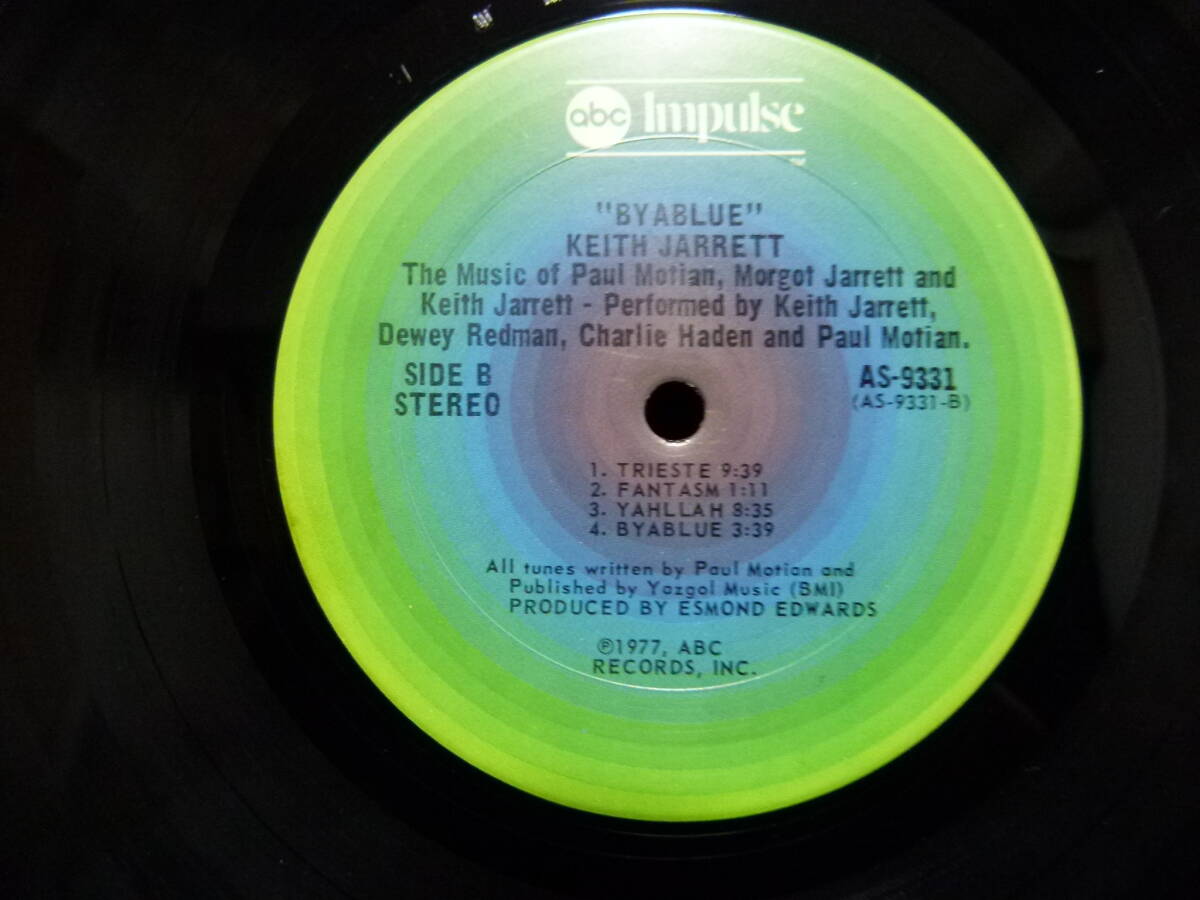 abc Impulse
TM
"BYABLUE"
KEITH JARRETT
The Music of Paul Motian, Morgot Jarrett and
Keith Jarrett - Performed by Keith Jarrett,
Dewey Redman, Charlie Haden and Paul Motian.
SIDE B
STEREO
AS-9331
(AS-9331-B)
1. TRIESTE 9:39
2. FANTASM 1:11
3. YAHLLAH 8:35
4. BYABLUE 3:39
All tunes written by Paul Motian and
Published by Yazgol Music (BMI)
PRODUCED BY ESMOND EDWARDS
℗1977, ABC
RECORDS, INC.